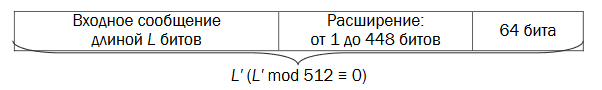 Входное сообщение
длиной L битов
Расширение:
от 1 до 448 битов
64 бита
L' (L' mod 512 ≡ 0)